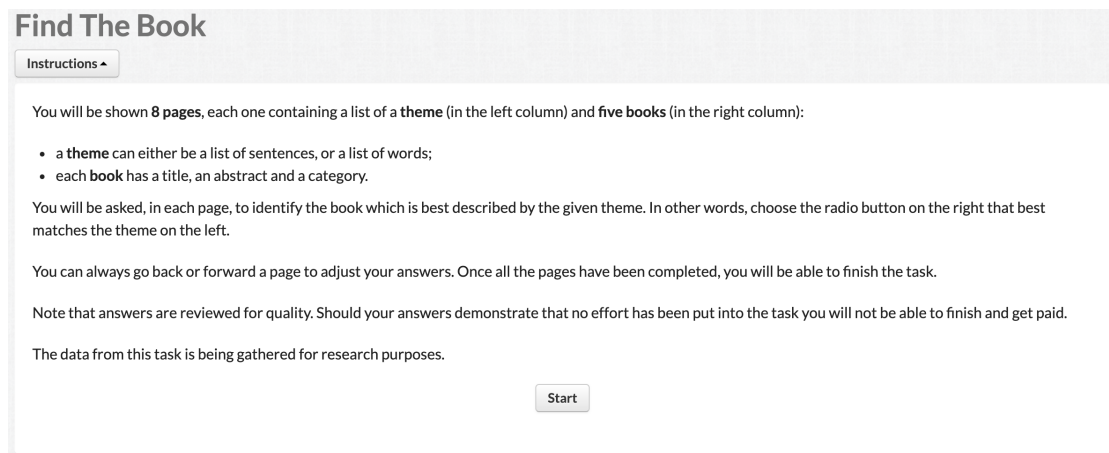 Find The Book
Instructions
You will be shown 8 pages, each one containing a list of a theme (in the left column) and five books (in the right column):
• a theme can either be a list of sentences, or a list of words;
• each book has a title, an abstract and a category.
You will be asked, in each page, to identify the book which is best described by the given theme. In other words, choose the radio button on the right that best
matches the theme on the left.
You can always go back or forward a page to adjust your answers. Once all the pages have been completed, you will be able to finish the task.
Note that answers are reviewed for quality. Should your answers demonstrate that no effort has been put into the task you will not be able to finish and get paid.
The data from this task is being gathered for research purposes.
Start